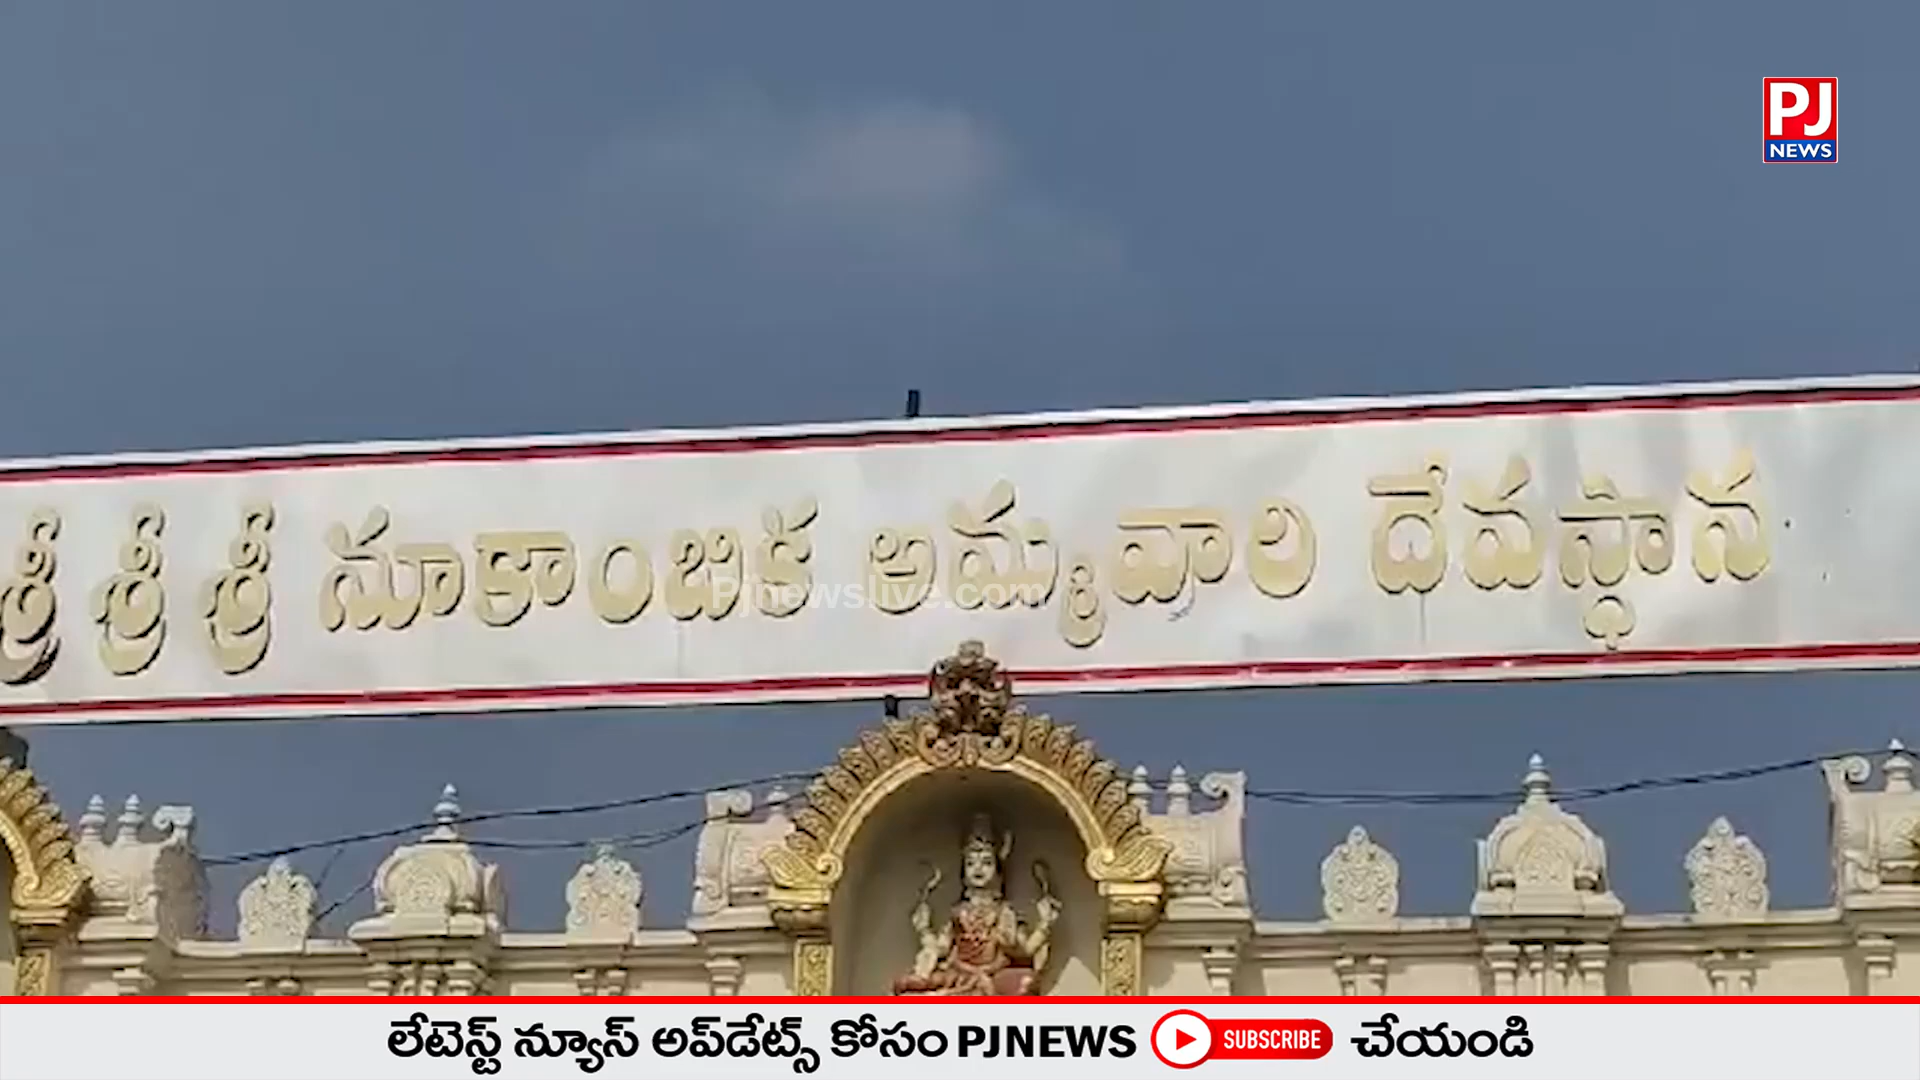 PJ
NEWS
శ్రీ శ్రీ శ్రీ నూకాంబిక అమ్మవారి దేవస్థాన
Pjnewslive.com
లేటెస్ట్ న్యూస్ అప్‌డేట్స్ కోసం PJNEWS SUBSCRIBE చేయండి